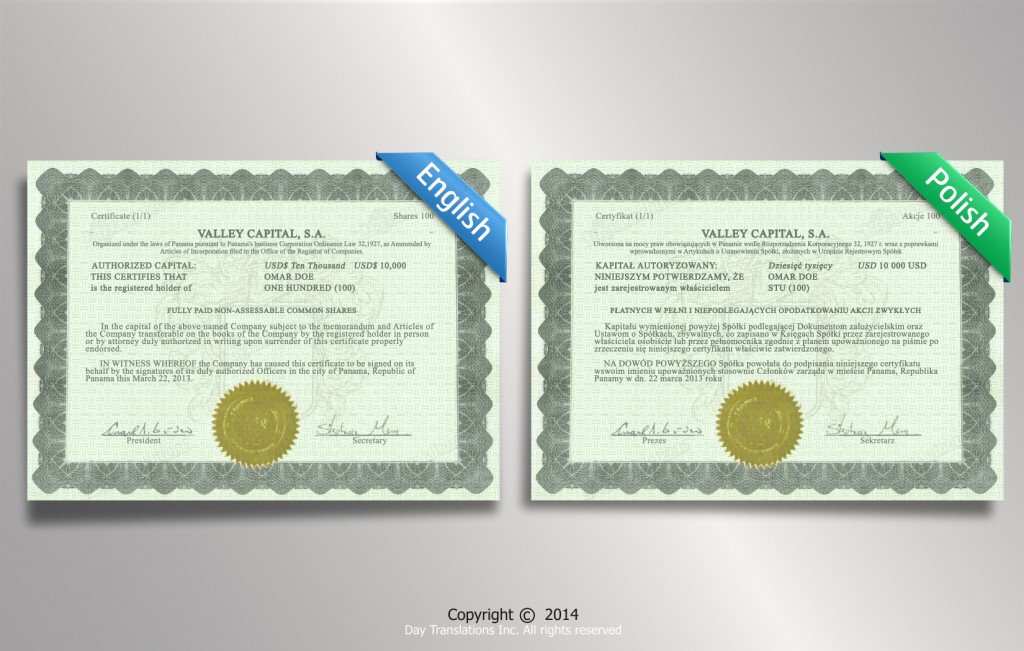 English
Certificate (1/1) Shares 100
VALLEY CAPITAL, S.A.
Organized under the laws of Panama pursuant to Panama's business Corporation Ordinance Law 32,1927, as Ammended by
Articles of Incorporation filed in the Office of the Registrar of Companies.
AUTHORIZED CAPITAL: USD$ Ten Thousand USD$ 10,000
THIS CERTIFIES THAT OMAR DOE
is the registered holder of ONE HUNDRED (100)
FULLY PAID NON-ASSESSABLE COMMON SHARES
In the capital of the above named Company subject to the memorandum and Articles of
the Company transferable on the books of the Company by the registered holder in person
or by attorney duly authorized in writing upon surrender of this certificate properly
endorsed.
IN WITNESS WHEREOF the Company has caused this certificate to be signed on its
behalf by the signatures of its duly authorized Officers in the city of Panama, Republic of
Panama this March 22, 2013.
President Secretary
Polish
Certyfikat (1/1) Akcje 100
VALLEY CAPITAL, S.A.
Utworzona na mocy praw obowiązujących w Panamie wedle Rozporządzenia Korporacyjnego 32, 1927 r. wraz z poprawkami
wprowadzonymi w Artykułach o Ustanowieniu Spółki, złożonych w Urzędzie Rejestrowym Spółek
KAPITAŁ AUTORYZOWANY: Dziesięć tysięcy USD 10 000 USD
NINIEJSZYM POTWIERDZAMY, ŻE OMAR DOE
jest zarejestrowanym właścicielem STU (100)
PŁATNYCH W PEŁNI I NIEPODLEGAJĄCYCH OPODATKOWANIU AKCJI ZWYKŁYCH
Kapitału wymienionej powyżej Spółki podlegającej Dokumentom założycielskim oraz
Ustawom o Spółkach, zbywalnych, co zapisano w Księgach Spółki przez zarejestrowanego
właściciela osobiście lub przez pełnomocnika zgodnie z planem upoważnionego na piśmie po
zrzeczeniu się niniejszego certyfikatu właściwie zatwierdzonego.
NA DOWÓD POWYŻSZEGO Spółka powołała do podpisania niniejszego certyfikatu
wswoim imieniu upoważnionych stosownie Członków zarządu w mieście Panama, Republika
Panamy w dn. 22 marca 2013 roku
Prezes Sekretarz
Copyright © 2014
Day Translations Inc. All rights reserved